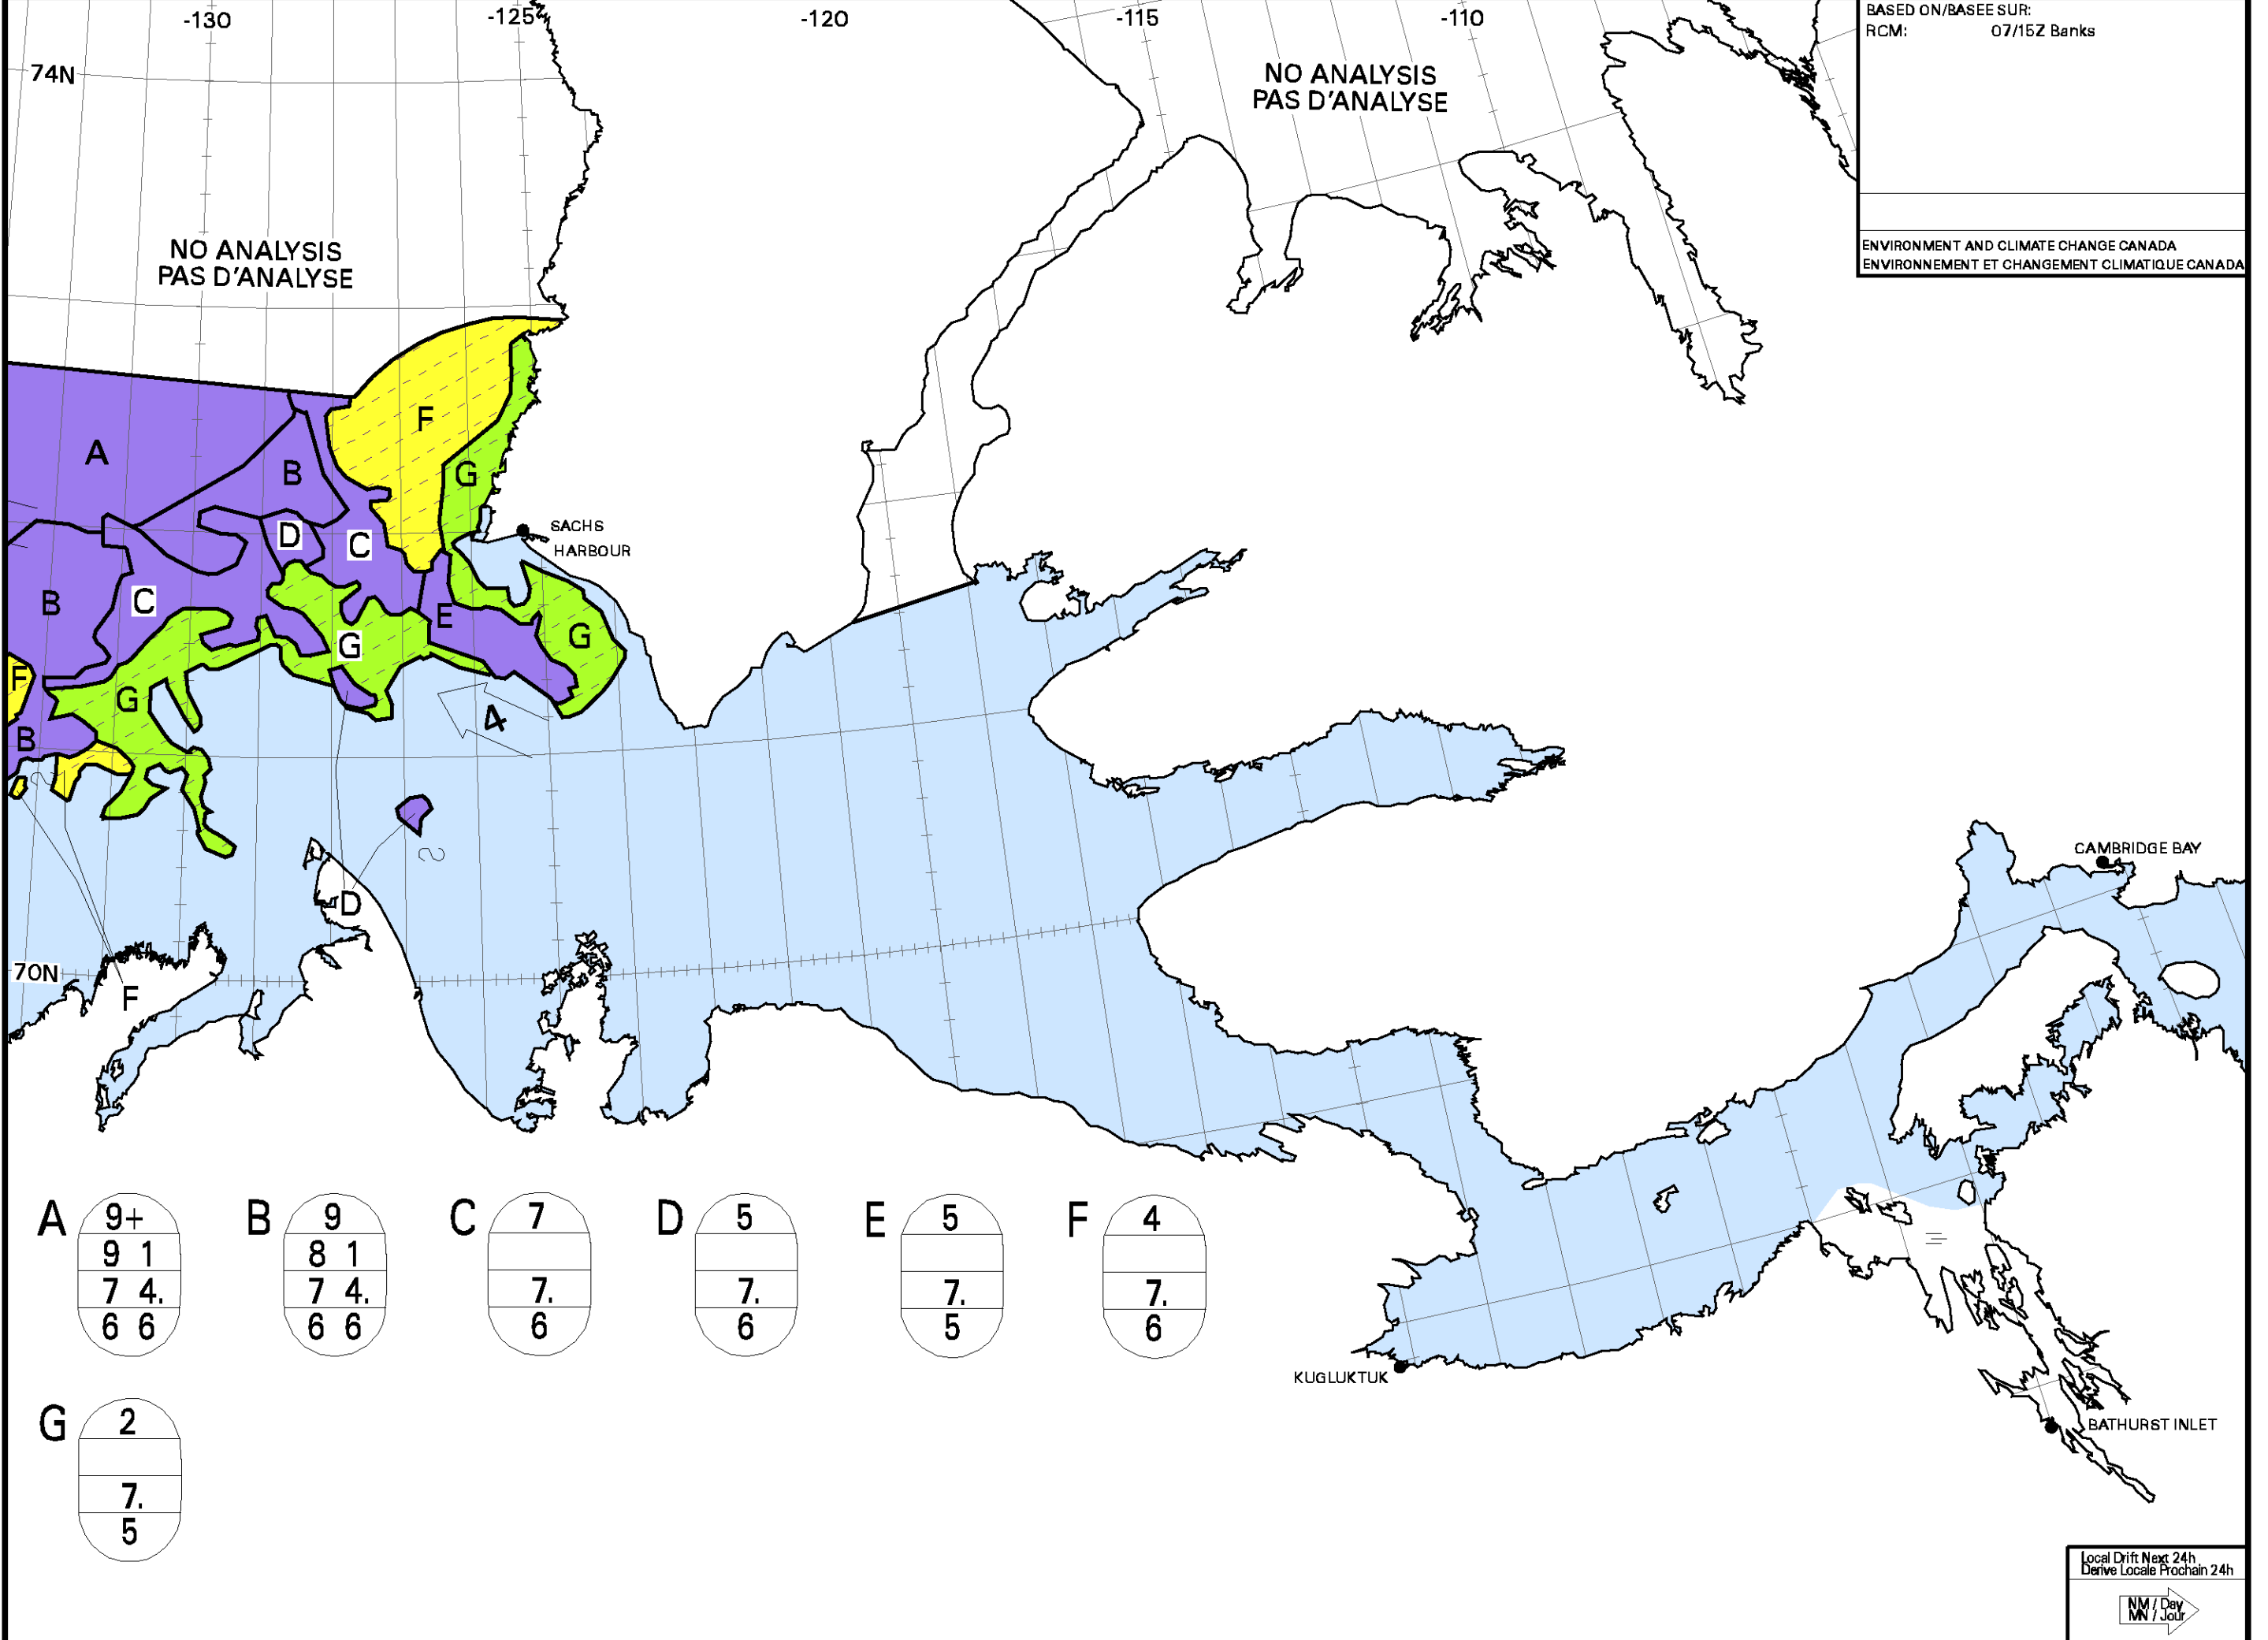 -130
-125
-120
-115
-110
BASED ON/BASEE SUR:
RCM: 07/15Z Banks
74N
NO ANALYSIS
PAS D'ANALYSE
NO ANALYSIS
PAS D'ANALYSE
ENVIRONMENT AND CLIMATE CHANGE CANADA
ENVIRONNEMENT ET CHANGEMENT CLIMATIQUE CANADA
F
A
B
G
SACHS
HARBOUR
D
C
B
C
E
G
G
F
G
4
B
D
CAMBRIDGE BAY
70N
F
A
9+
9 1
7 4.
6 6
B
9
8 1
7 4.
6 6
C
7
7.
6
D
5
7.
6
E
5
7.
5
F
4
7.
6
KUGLUKTUK
BATHURST INLET
G
2
7.
5
Local Drift Next 24h
Derive Locale Prochain 24h
NM / Day
MN / Jour